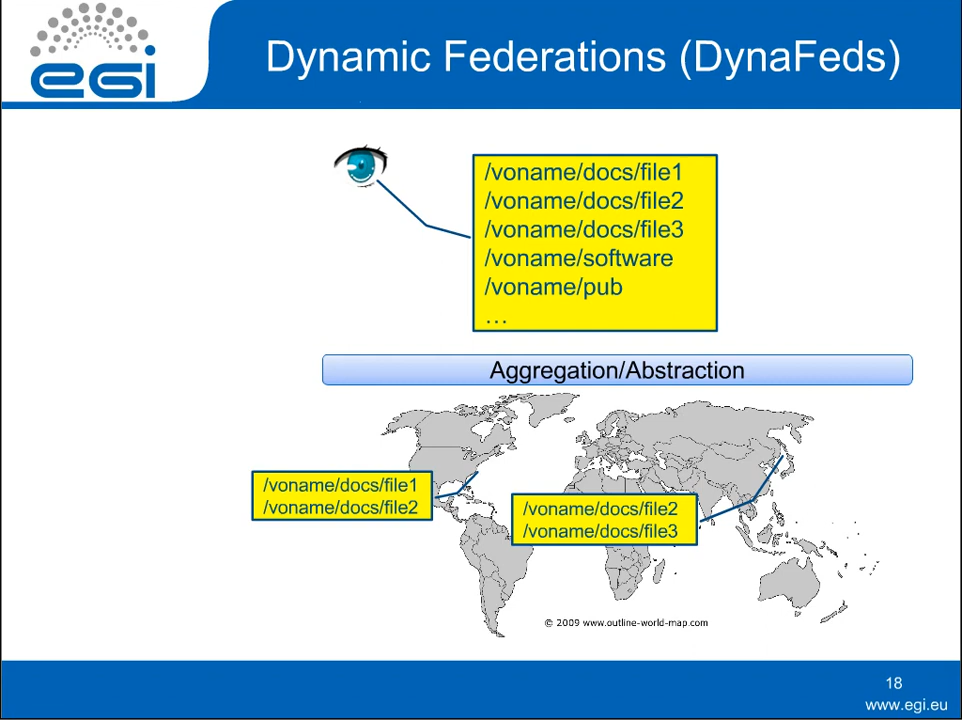 egi
Dynamic Federations (DynaFeds)
/voname/docs/file1
/voname/docs/file2
/voname/docs/file3
/voname/software
/voname/pub
…
Aggregation/Abstraction
/voname/docs/file1
/voname/docs/file2
/voname/docs/file2
/voname/docs/file3
© 2009 www.outline-world-map.com
18
www.egi.eu